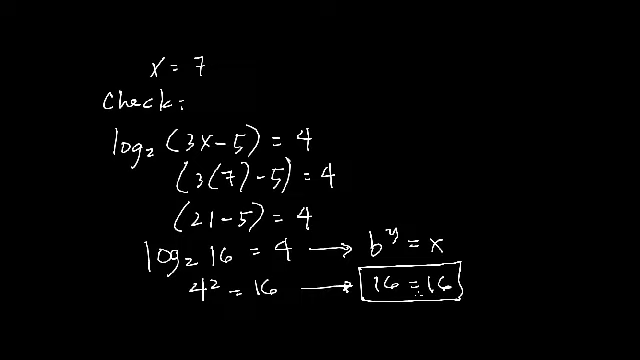 x = 7
Check:
log₂ (3x - 5) = 4
(3(7) - 5) = 4
(21 - 5) = 4
log₂ 16 = 4 → b^y = x
4² = 16 → 16 = 16